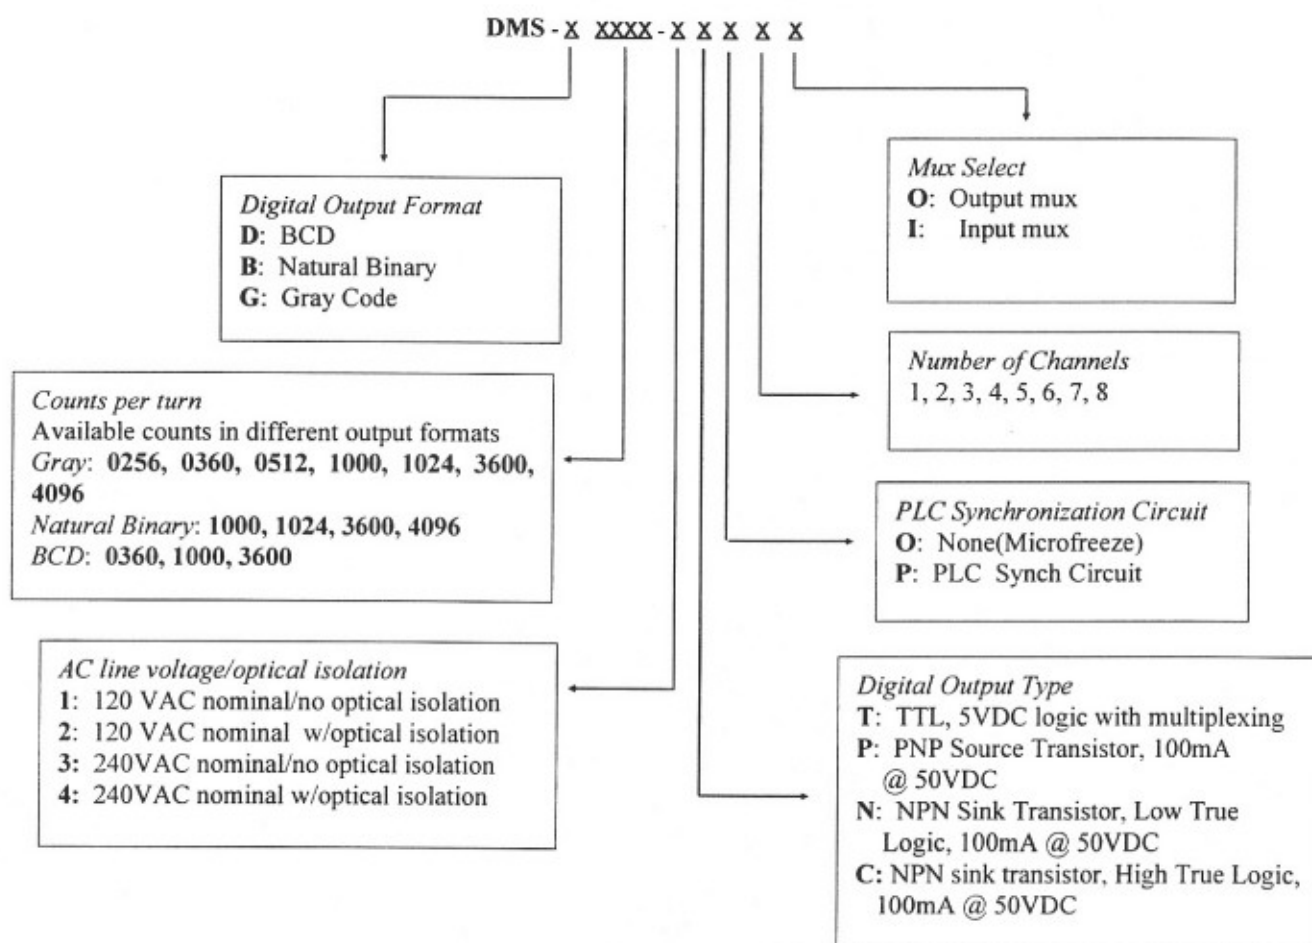 DMS - X XXXX - X X X X X
Digital Output Format
D: BCD
B: Natural Binary
G: Gray Code
Counts per turn
Available counts in different output formats
Gray: 0256, 0360, 0512, 1000, 1024, 3600,
4096
Natural Binary: 1000, 1024, 3600, 4096
BCD: 0360, 1000, 3600
AC line voltage/optical isolation
1: 120 VAC nominal/no optical isolation
2: 120 VAC nominal w/optical isolation
3: 240VAC nominal/no optical isolation
4: 240VAC nominal w/optical isolation
Mux Select
O: Output mux
I: Input mux
Number of Channels
1, 2, 3, 4, 5, 6, 7, 8
PLC Synchronization Circuit
O: None(Microfreeze)
P: PLC Synch Circuit
Digital Output Type
T: TTL, 5VDC logic with multiplexing
P: PNP Source Transistor, 100mA
@ 50VDC
N: NPN Sink Transistor, Low True
Logic, 100mA @ 50VDC
C: NPN sink transistor, High True Logic,
100mA @ 50VDC